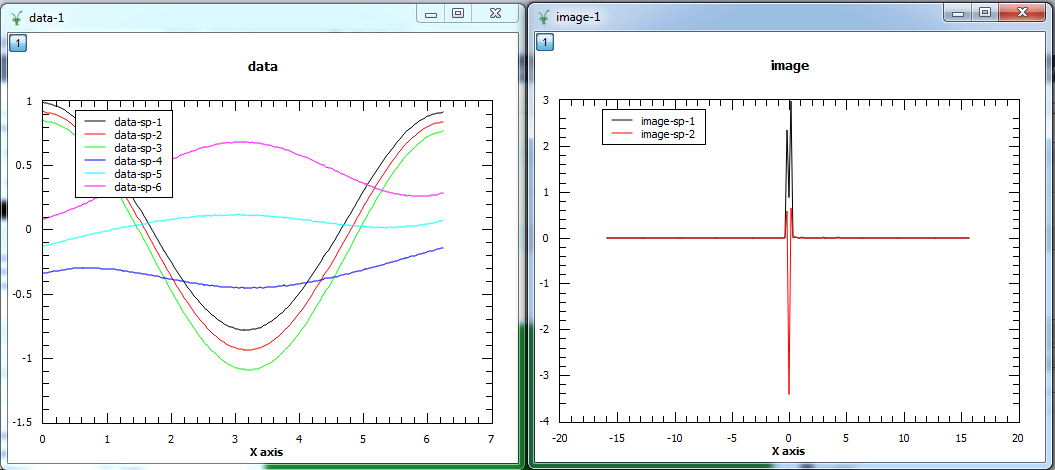 data-1
1
data
data-sp-1
data-sp-2
data-sp-3
data-sp-4
data-sp-5
data-sp-6
1
0.5
0
-0.5
-1
-1.5
0 1 2 3 4 5 6 7
X axis
image-1
1
image
image-sp-1
image-sp-2
3
2
1
0
-1
-2
-3
-4
-20 -15 -10 -5 0 5 10 15 20
X axis